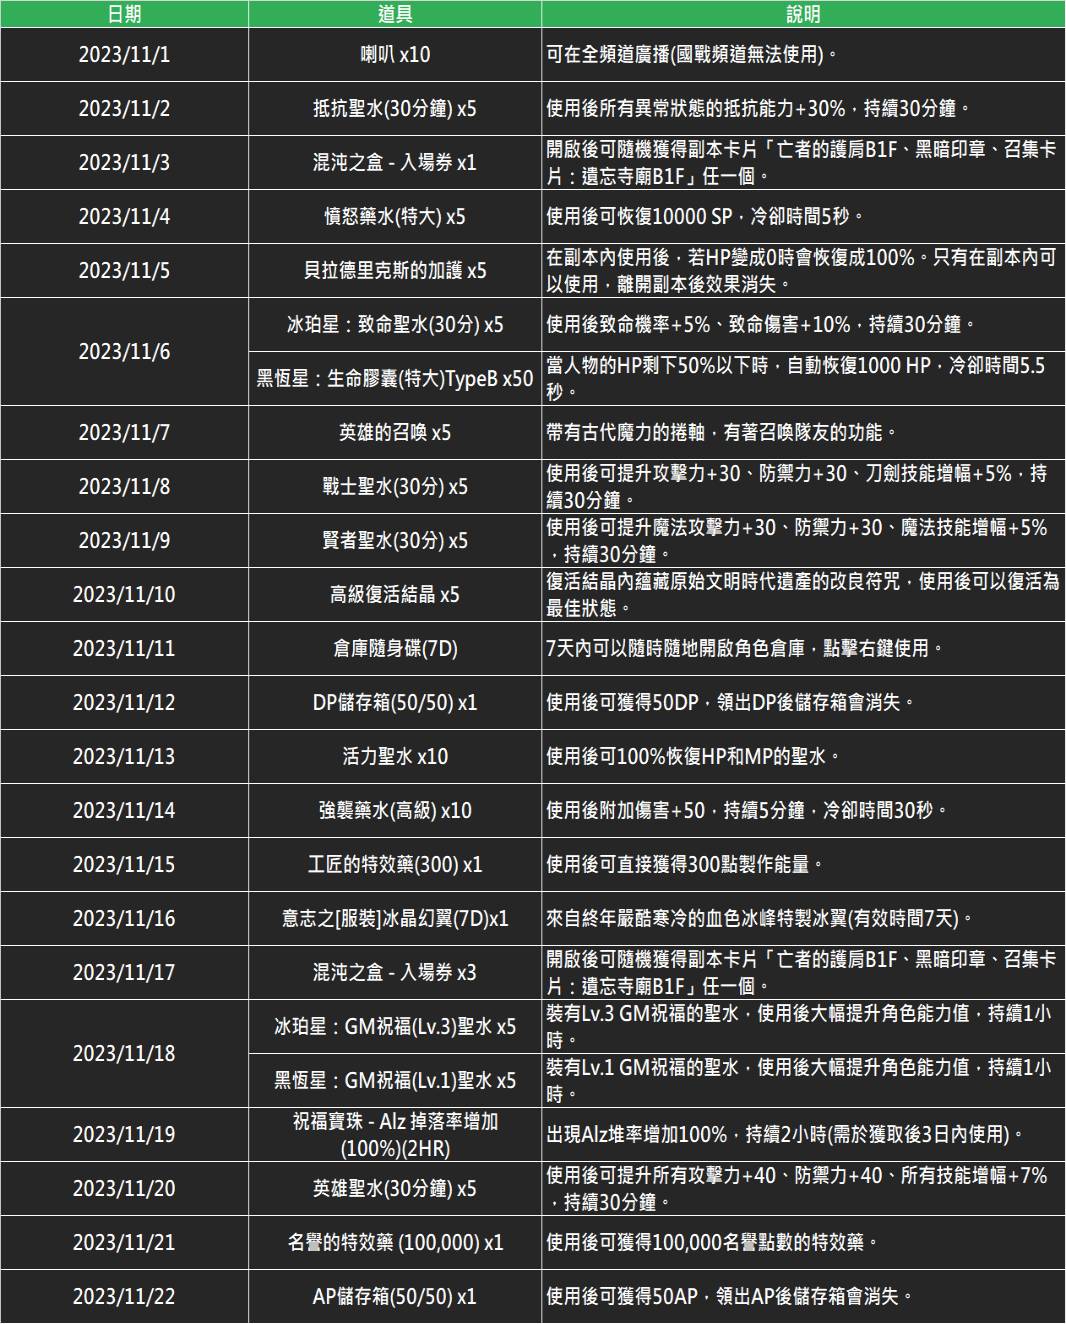 日期 道具 說明
2023/11/1 喇叭 x10 可在全頻道廣播(國戰頻道無法使用)。
2023/11/2 抵抗聖水(30分鐘) x5 使用後所有異常狀態的抵抗能力+30%，持續30分鐘。
2023/11/3 混沌之盒 - 入場券 x1 開啟後可隨機獲得副本卡片「亡者的護肩B1F、黑暗印章、召集卡
片：遺忘寺廟B1F」任一個。
2023/11/4 憤怒藥水(特大) x5 使用後可恢復10000 SP，冷卻時間5秒。
2023/11/5 貝拉德里克斯的加護 x5 在副本內使用後，若HP變成0時會恢復成100%。只有在副本內可
以使用，離開副本後效果消失。
2023/11/6 冰珀星：致命聖水(30分) x5 使用後致命機率+5%、致命傷害+10%，持續30分鐘。
黑恆星：生命膠囊(特大)TypeB x50 當人物的HP剩下50%以下時，自動恢復1000 HP，冷卻時間5.5
秒。
2023/11/7 英雄的召喚 x5 帶有古代魔力的捲軸，有著召喚隊友的功能。
2023/11/8 戰士聖水(30分) x5 使用後可提升攻擊力+30、防禦力+30、刀劍技能增幅+5%，持
續30分鐘。
2023/11/9 賢者聖水(30分) x5 使用後可提升魔法攻擊力+30、防禦力+30、魔法技能增幅+5%
，持續30分鐘。
2023/11/10 高級復活結晶 x5 復活結晶內蘊藏原始文明時代遺產的改良符咒，使用後可以復活為
最佳狀態。
2023/11/11 倉庫隨身碟(7D) 7天內可以隨時隨地開啟角色倉庫，點擊右鍵使用。
2023/11/12 DP儲存箱(50/50) x1 使用後可獲得50DP，領出DP後儲存箱會消失。
2023/11/13 活力聖水 x10 使用後可100%恢復HP和MP的聖水。
2023/11/14 強襲藥水(高級) x10 使用後附加傷害+50，持續5分鐘，冷卻時間30秒。
2023/11/15 工匠的特效藥(300) x1 使用後可直接獲得300點製作能量。
2023/11/16 意志之[服裝]冰晶幻翼(7D)x1 來自終年嚴酷寒冷的血色冰峰特製冰翼(有效時間7天)。
2023/11/17 混沌之盒 - 入場券 x3 開啟後可隨機獲得副本卡片「亡者的護肩B1F、黑暗印章、召集卡
片：遺忘寺廟B1F」任一個。
2023/11/18 冰珀星：GM祝福(Lv.3)聖水 x5 裝有Lv.3 GM祝福的聖水，使用後大幅提升角色能力值，持續1小
時。
黑恆星：GM祝福(Lv.1)聖水 x5 裝有Lv.1 GM祝福的聖水，使用後大幅提升角色能力值，持續1小
時。
2023/11/19 祝福寶珠 - Alz 掉落率增加
(100%)(2HR) 出現Alz堆率增加100%，持續2小時(需於獲取後3日內使用)。
2023/11/20 英雄聖水(30分鐘) x5 使用後可提升所有攻擊力+40、防禦力+40、所有技能增幅+7%
，持續30分鐘。
2023/11/21 名譽的特效藥 (100,000) x1 使用後可獲得100,000名譽點數的特效藥。
2023/11/22 AP儲存箱(50/50) x1 使用後可獲得50AP，領出AP後儲存箱會消失。